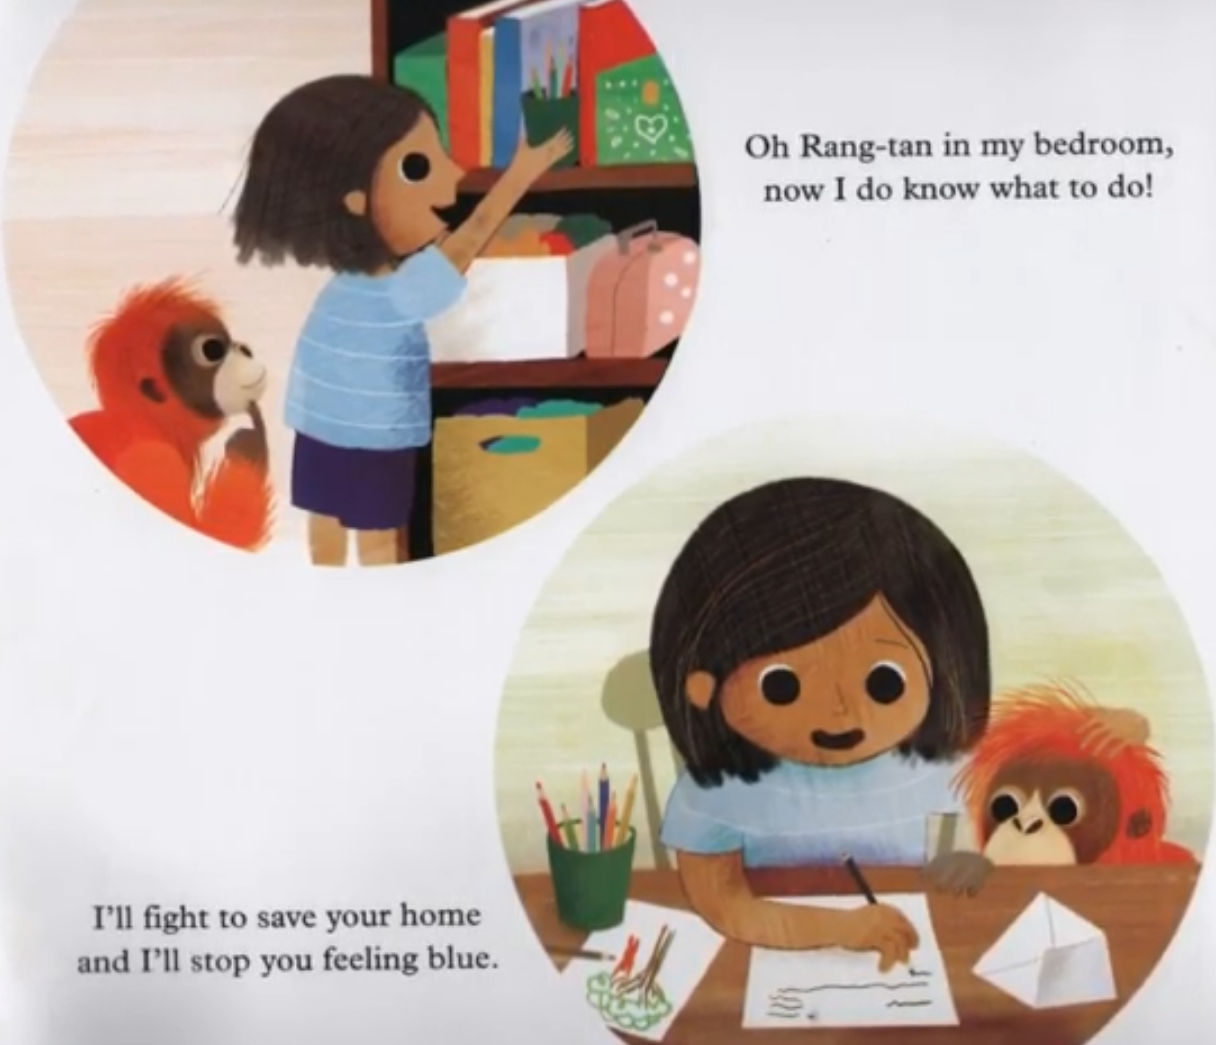 Oh Rang-tan in my bedroom,
now I do know what to do!
I'll fight to save your home
and I'll stop you feeling blue.